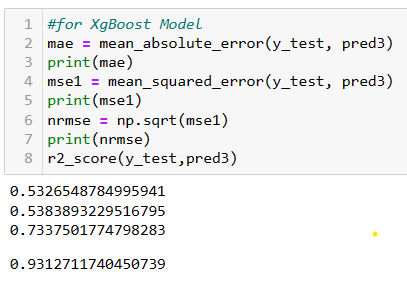 1 #for XgBoost Model
2 mae = mean_absolute_error(y_test, pred3)
3 print(mae)
4 mse1 = mean_squared_error(y_test, pred3)
5 print(mse1)
6 nrmse = np.sqrt(mse1)
7 print(nrmse)
8 r2_score(y_test,pred3)
0.5326548784995941
0.5383893229516795
0.7337501774798283
0.9312711740450739